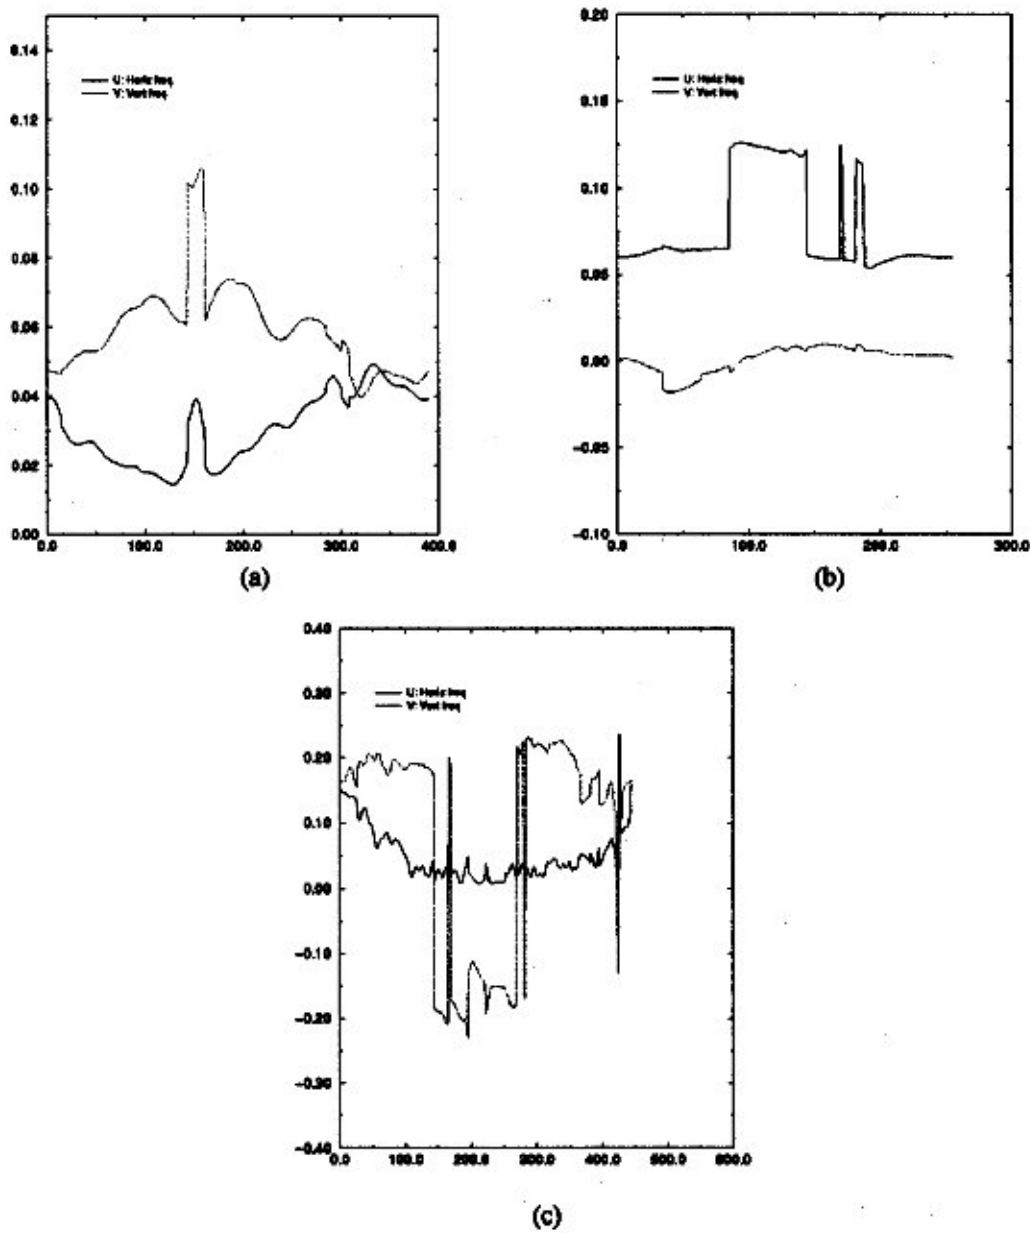 0.14
U: Horiz freq
V: Vert freq
0.12
0.10
0.08
0.06
0.04
0.02
0.00
0.0 100.0 200.0 300.0 400.0
(a)
0.20
U: Horiz freq
V: Vert freq
0.15
0.10
0.05
0.00
-0.05
-0.10
0.0 100.0 200.0 300.0
(b)
0.40
0.30
U: Horiz freq
V: Vert freq
0.20
0.10
0.00
-0.10
-0.20
-0.30
-0.40
0.0 100.0 200.0 300.0 400.0 500.0 600.0
(c)